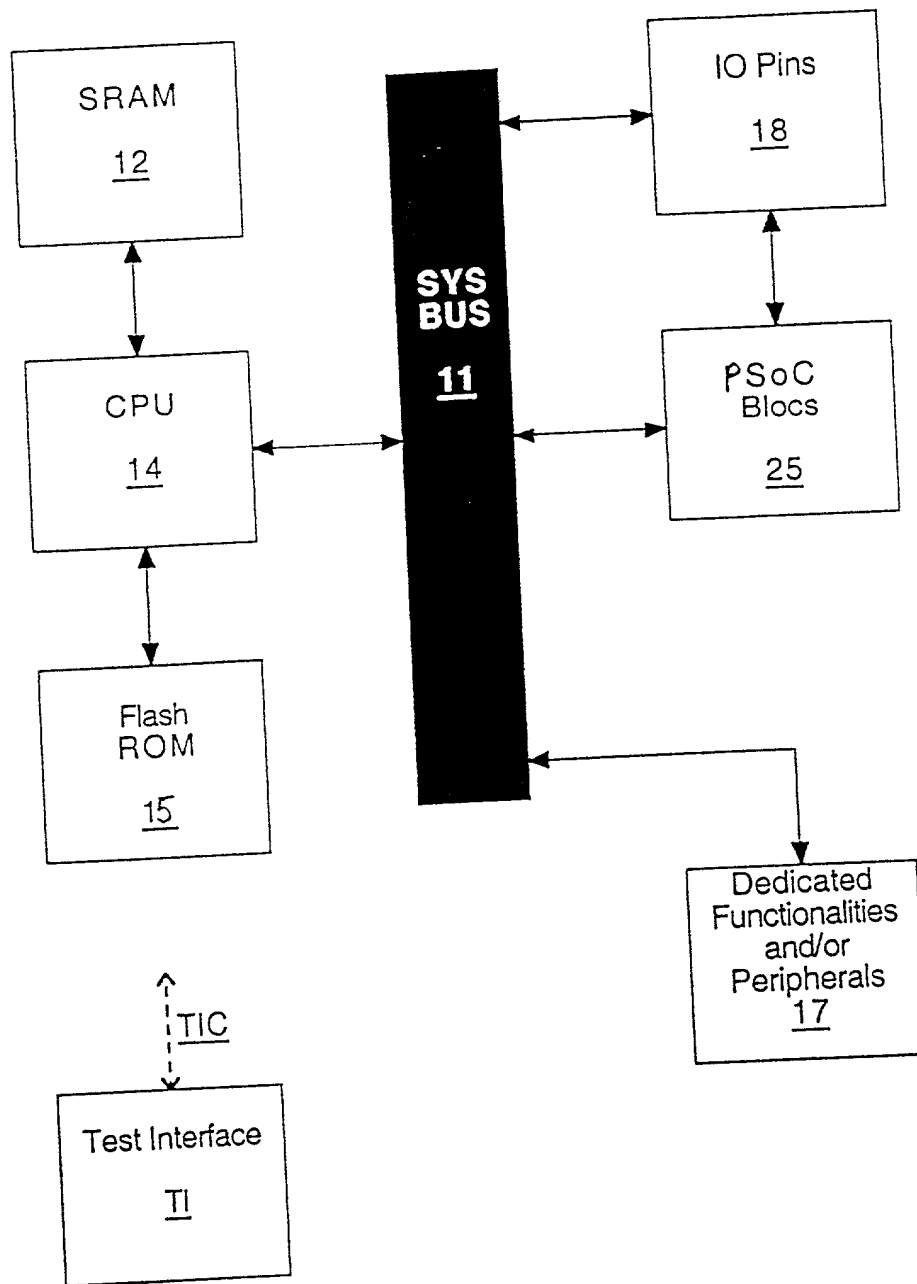 SRAM
12
IO Pins
18
SYS
BUS
11
CPU
14
PSoC
Blocs
25
Flash
ROM
15
Dedicated
Functionalities
and/or
Peripherals
17
TIC
Test Interface
TI